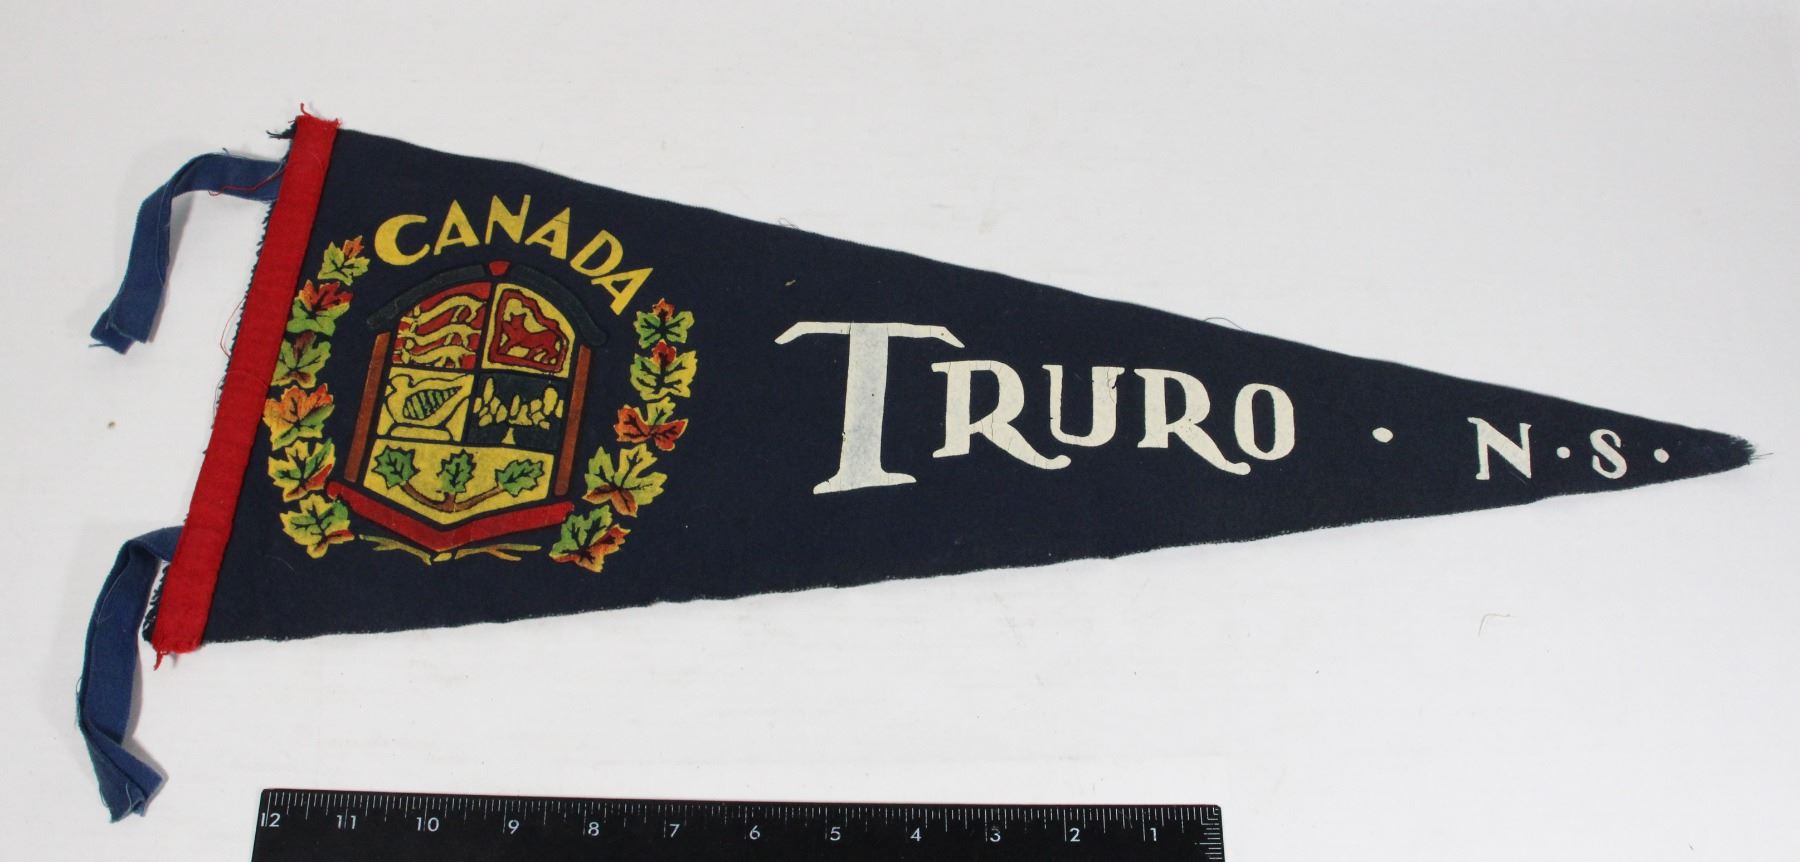 CANADA
TRURO · N·S·
12 11 10 9 8 7 6 5 4 3 2 1